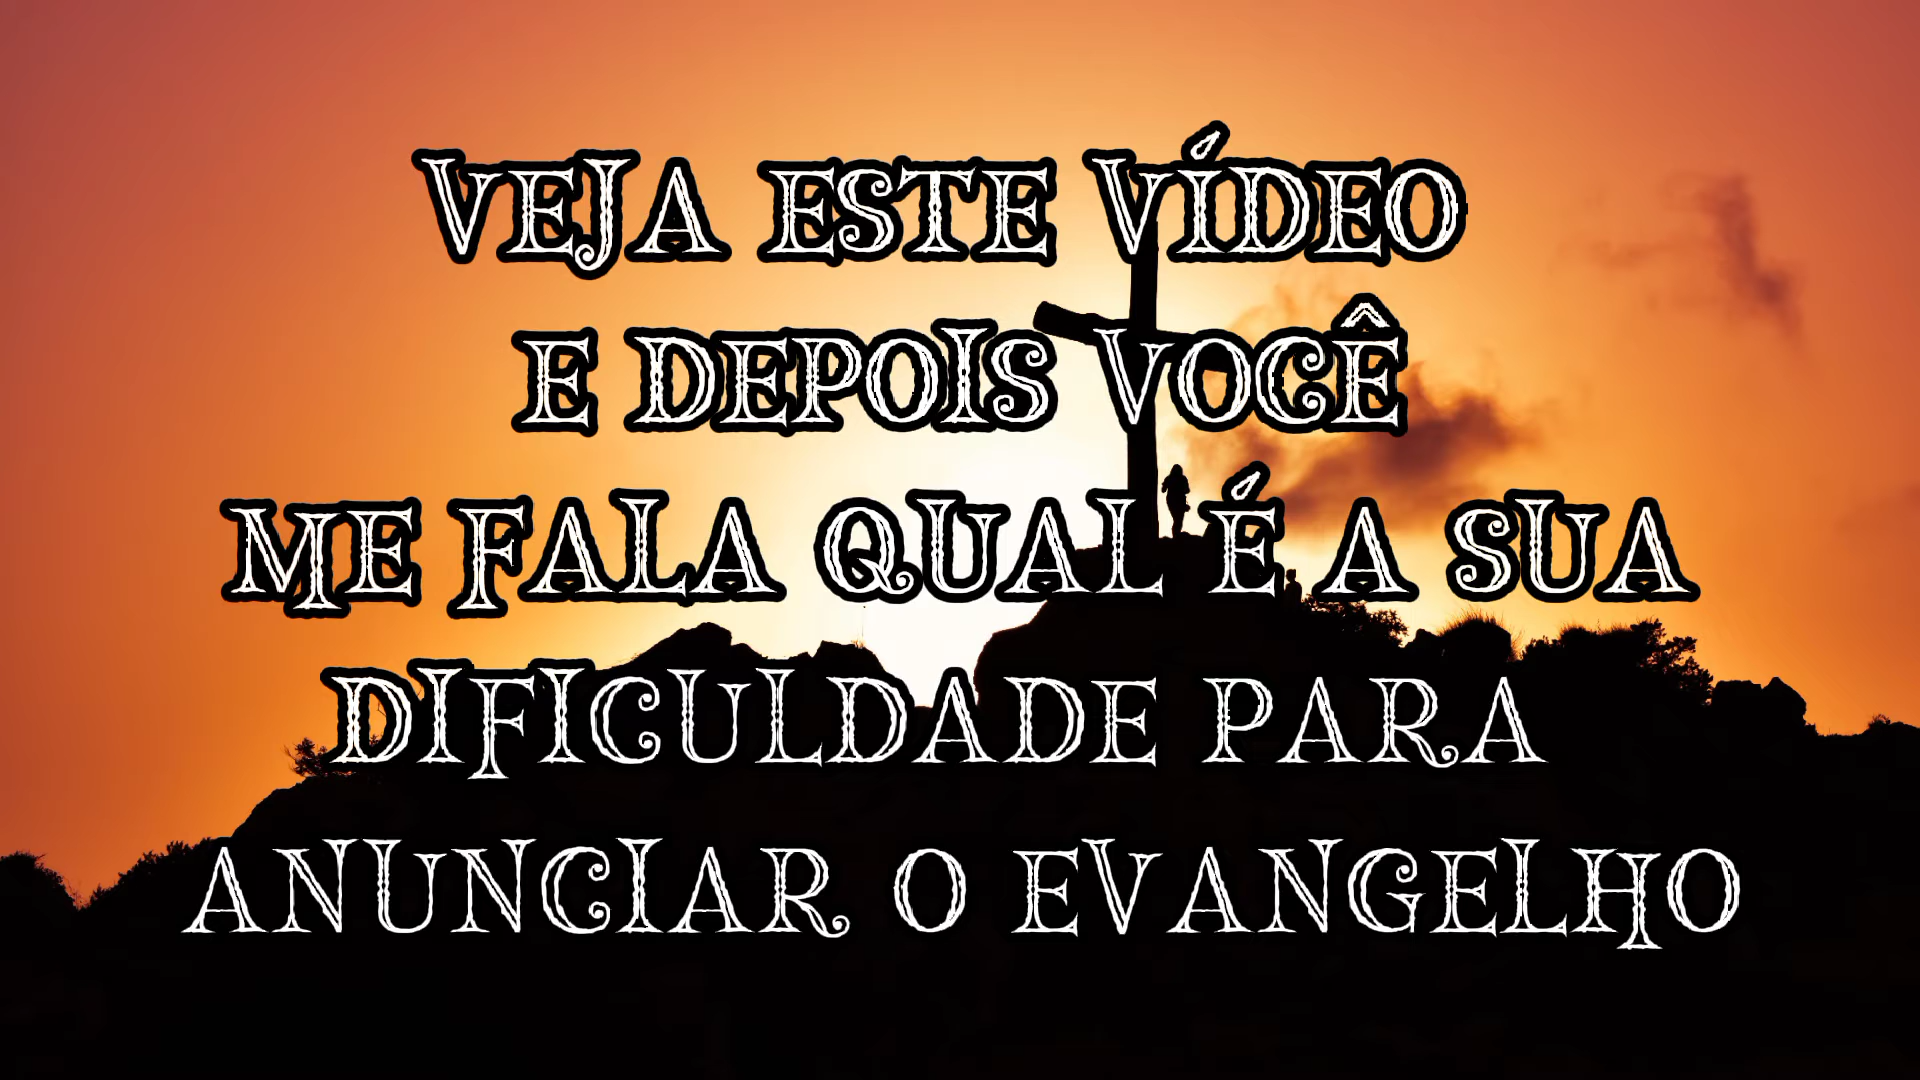 VEJA ESTE VÍDEO
E DEPOIS VOCÊ
ME FALA QUAL É A SUA
DIFICULDADE PARA
ANUNCIAR O EVANGELHO